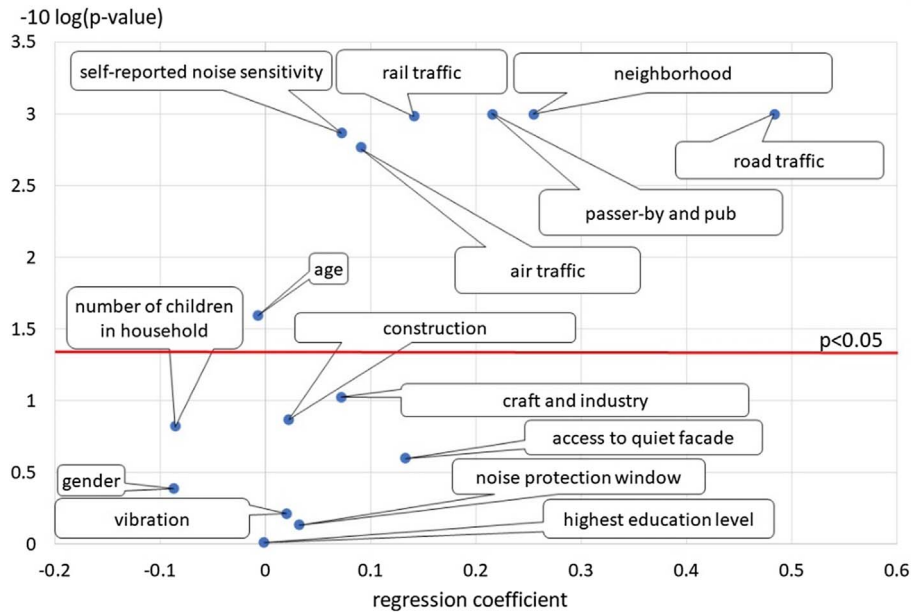 -10 log(p-value)
3.5
self-reported noise sensitivity
rail traffic
neighborhood
3
road traffic
2.5
passer-by and pub
air traffic
2
age
number of children
in household
1.5
construction
p<0.05
1
craft and industry
access to quiet facade
0.5
gender
noise protection window
vibration
highest education level
0
-0.2
-0.1
0
0.1
0.2
0.3
0.4
0.5
0.6
regression coefficient